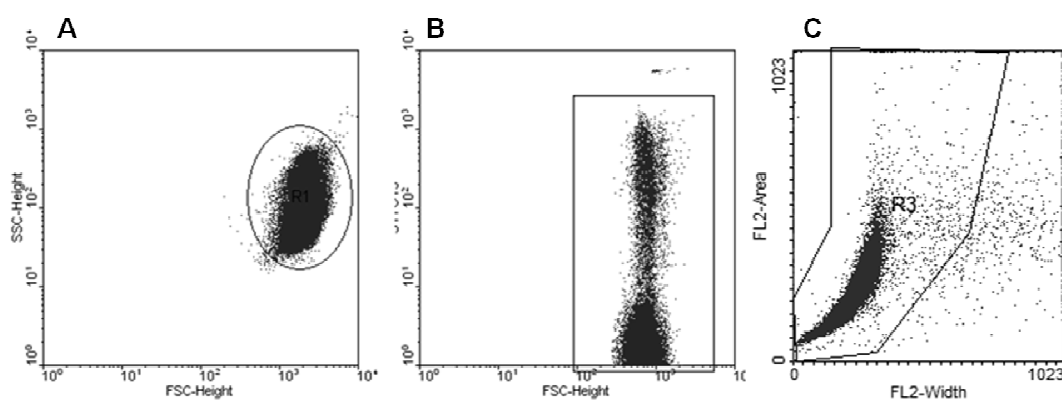 A
B
C
10⁴
10³
10²
10¹
10⁰
SSC-Height
10⁰ 10¹ 10² 10³ 10⁴
FSC-Height
R1
10⁴
10³
10²
10¹
10⁰
10⁰ 10¹ 10² 10³
FSC-Height
1023
0
FL2-Area
R3
0 1023
FL2-Width